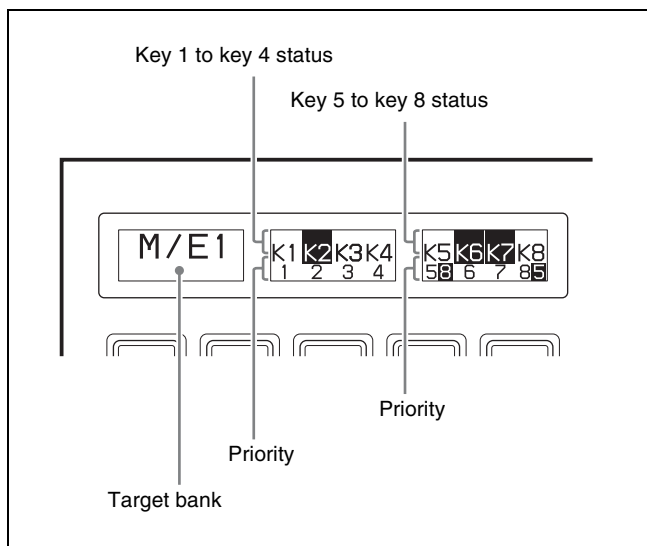 Key 1 to key 4 status
Key 5 to key 8 status
M/E1
K1 K2 K3 K4
1 2 3 4
K5 K6 K7 K8
58 6 7 85
Priority
Priority
Target bank